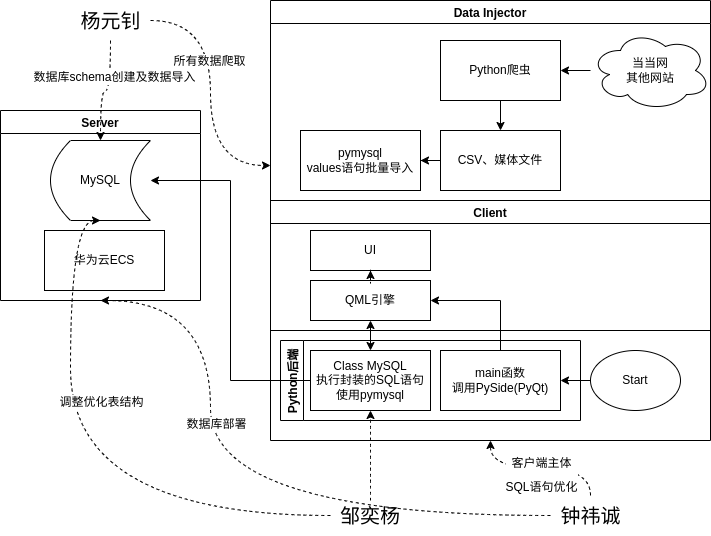 杨元钊
Data Injector
所有数据爬取
数据库schema创建及数据导入
Python爬虫
当当网
其他网站
Server
pymysql
values语句批量导入
CSV、媒体文件
MySQL
Client
UI
华为云ECS
QML引擎
Python后端
Class MySQL
执行封装的SQL语句
使用pymysql
main函数
调用PySide(PyQt)
Start
调整优化表结构
数据库部署
客户端主体
SQL语句优化
邹奕杨
钟祎诚